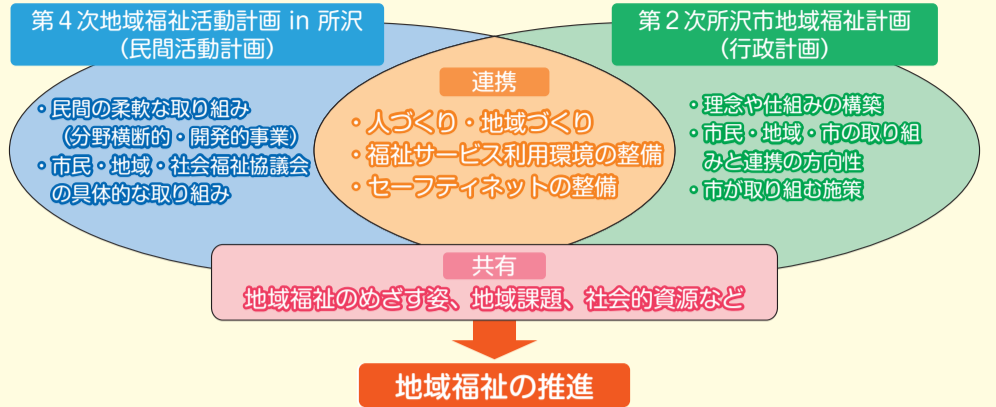 第4次地域福祉活動計画 in 所沢
（民間活動計画）
・民間の柔軟な取り組み
（分野横断的・開発的事業）
・市民・地域・社会福祉協議会
の具体的な取り組み
連携
・人づくり・地域づくり
・福祉サービス利用環境の整備
・セーフティネットの整備
第2次所沢市地域福祉計画
（行政計画）
・理念や仕組みの構築
・市民・地域・市の取り組
みと連携の方向性
・市が取り組む施策
共有
地域福祉のめざす姿、地域課題、社会的資源など
地域福祉の推進